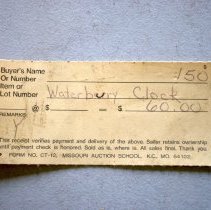 Buyer's Name
Or Number 150
Item or
Lot Number Waterbury Clock
@ $ — $ 60.00
REMARKS:
This receipt verifies payment and delivery of the above. Seller retains ownership
until payment check is honored. Sold as is, where is. All sales final. Thank you.
FORM NO. CT-12, MISSOURI AUCTION SCHOOL, K.C. MO. 64102